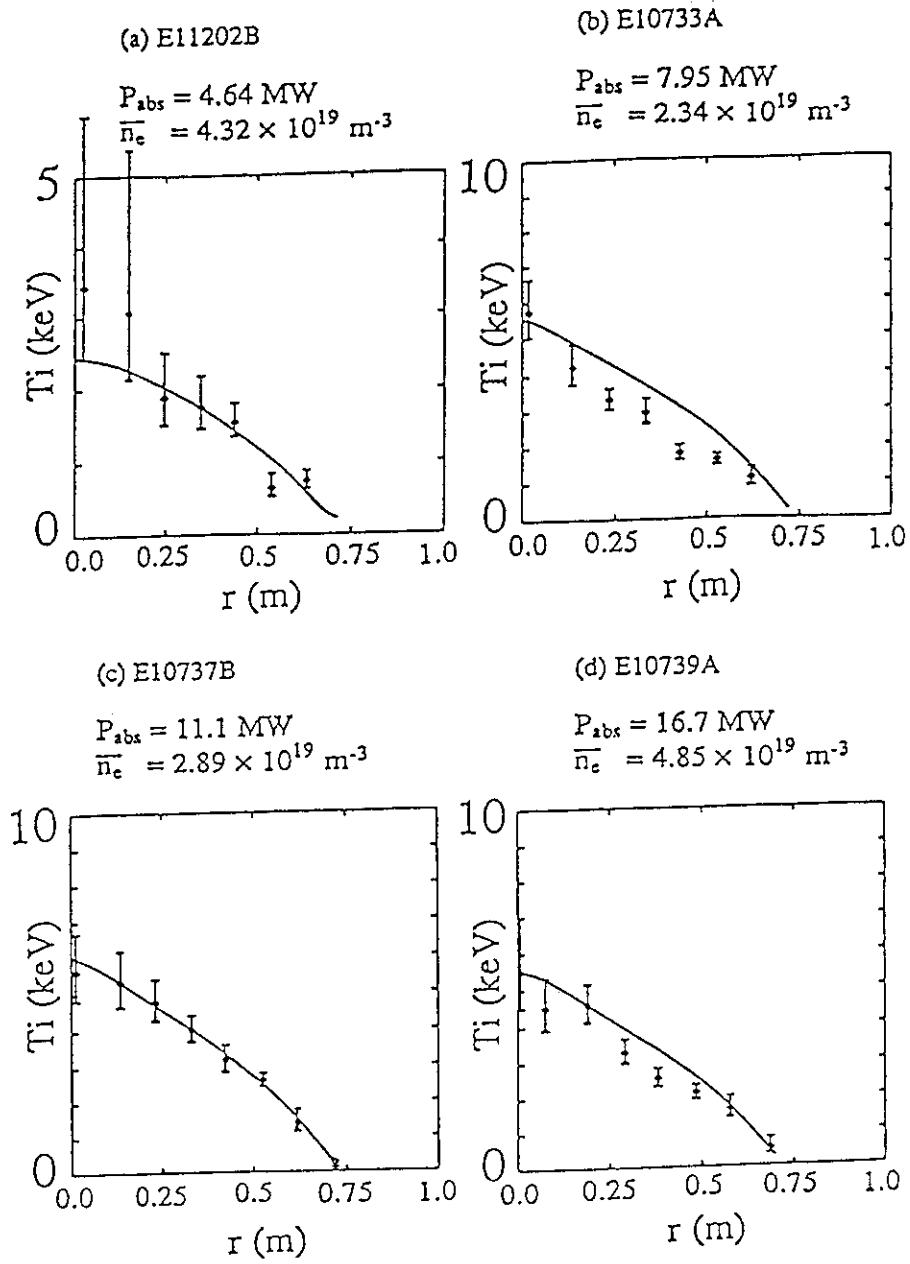 (a) E11202B
P_abs = 4.64 MW
n̅_e = 4.32 × 10^19 m^-3
5
0
Ti (keV)
0.0 0.25 0.5 0.75 1.0
r (m)
(b) E10733A
P_abs = 7.95 MW
n̅_e = 2.34 × 10^19 m^-3
10
0
Ti (keV)
0.0 0.25 0.5 0.75 1.0
r (m)
(c) E10737B
P_abs = 11.1 MW
n̅_e = 2.89 × 10^19 m^-3
10
0
Ti (keV)
0.0 0.25 0.5 0.75 1.0
r (m)
(d) E10739A
P_abs = 16.7 MW
n̅_e = 4.85 × 10^19 m^-3
10
0
Ti (keV)
0.0 0.25 0.5 0.75 1.0
r (m)